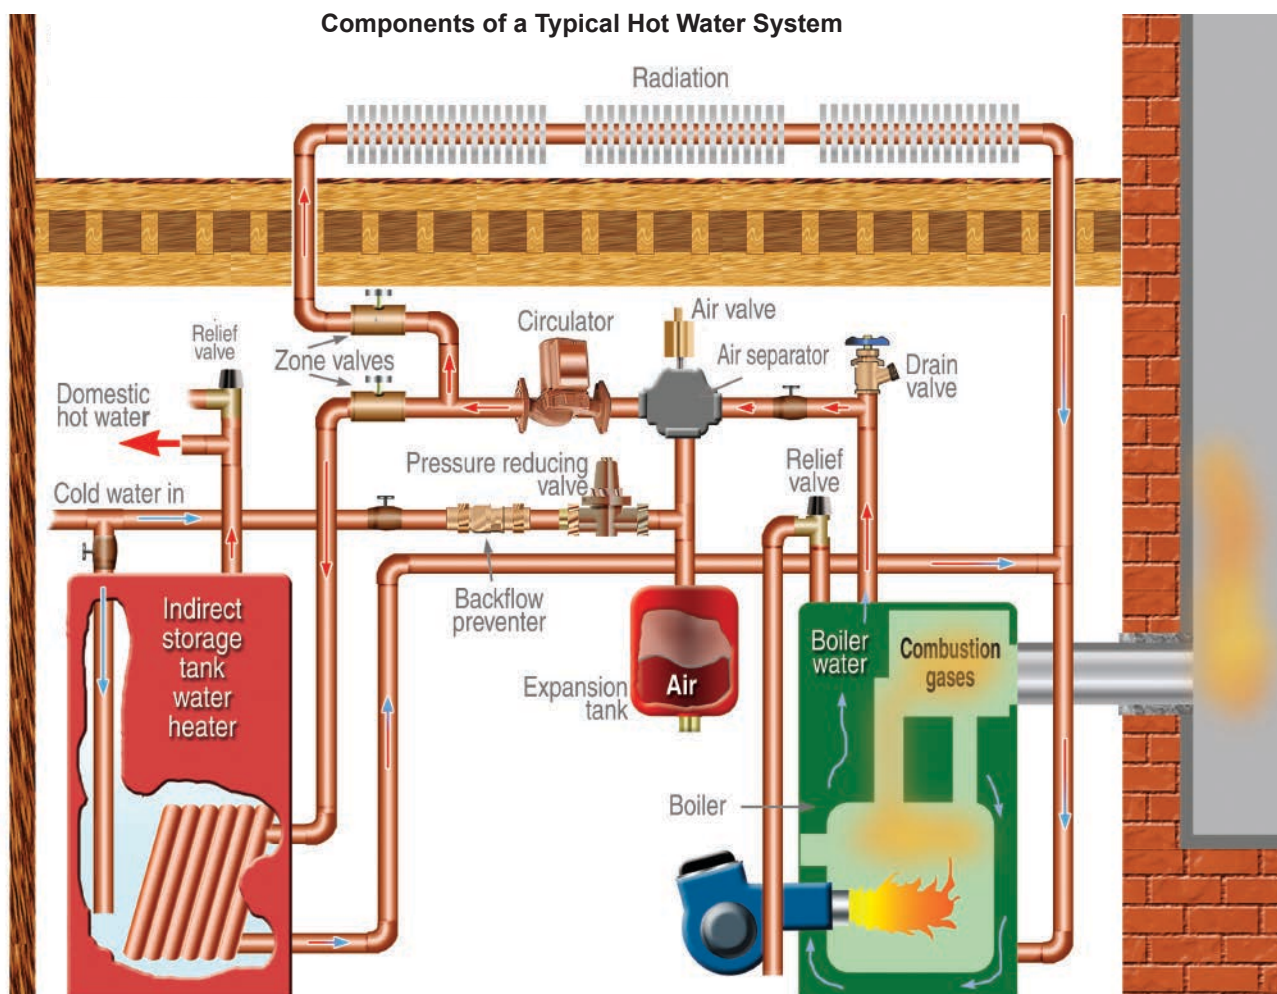 Components of a Typical Hot Water System
Radiation
Air valve
Circulator
Relief
valve
Zone valves
Air separator
Drain
valve
Domestic
hot water
Pressure reducing
valve
Relief
valve
Cold water in
Indirect
storage
tank
water
heater
Backflow
preventer
Boiler
water
Combustion
gases
Expansion
tank
Air
Boiler